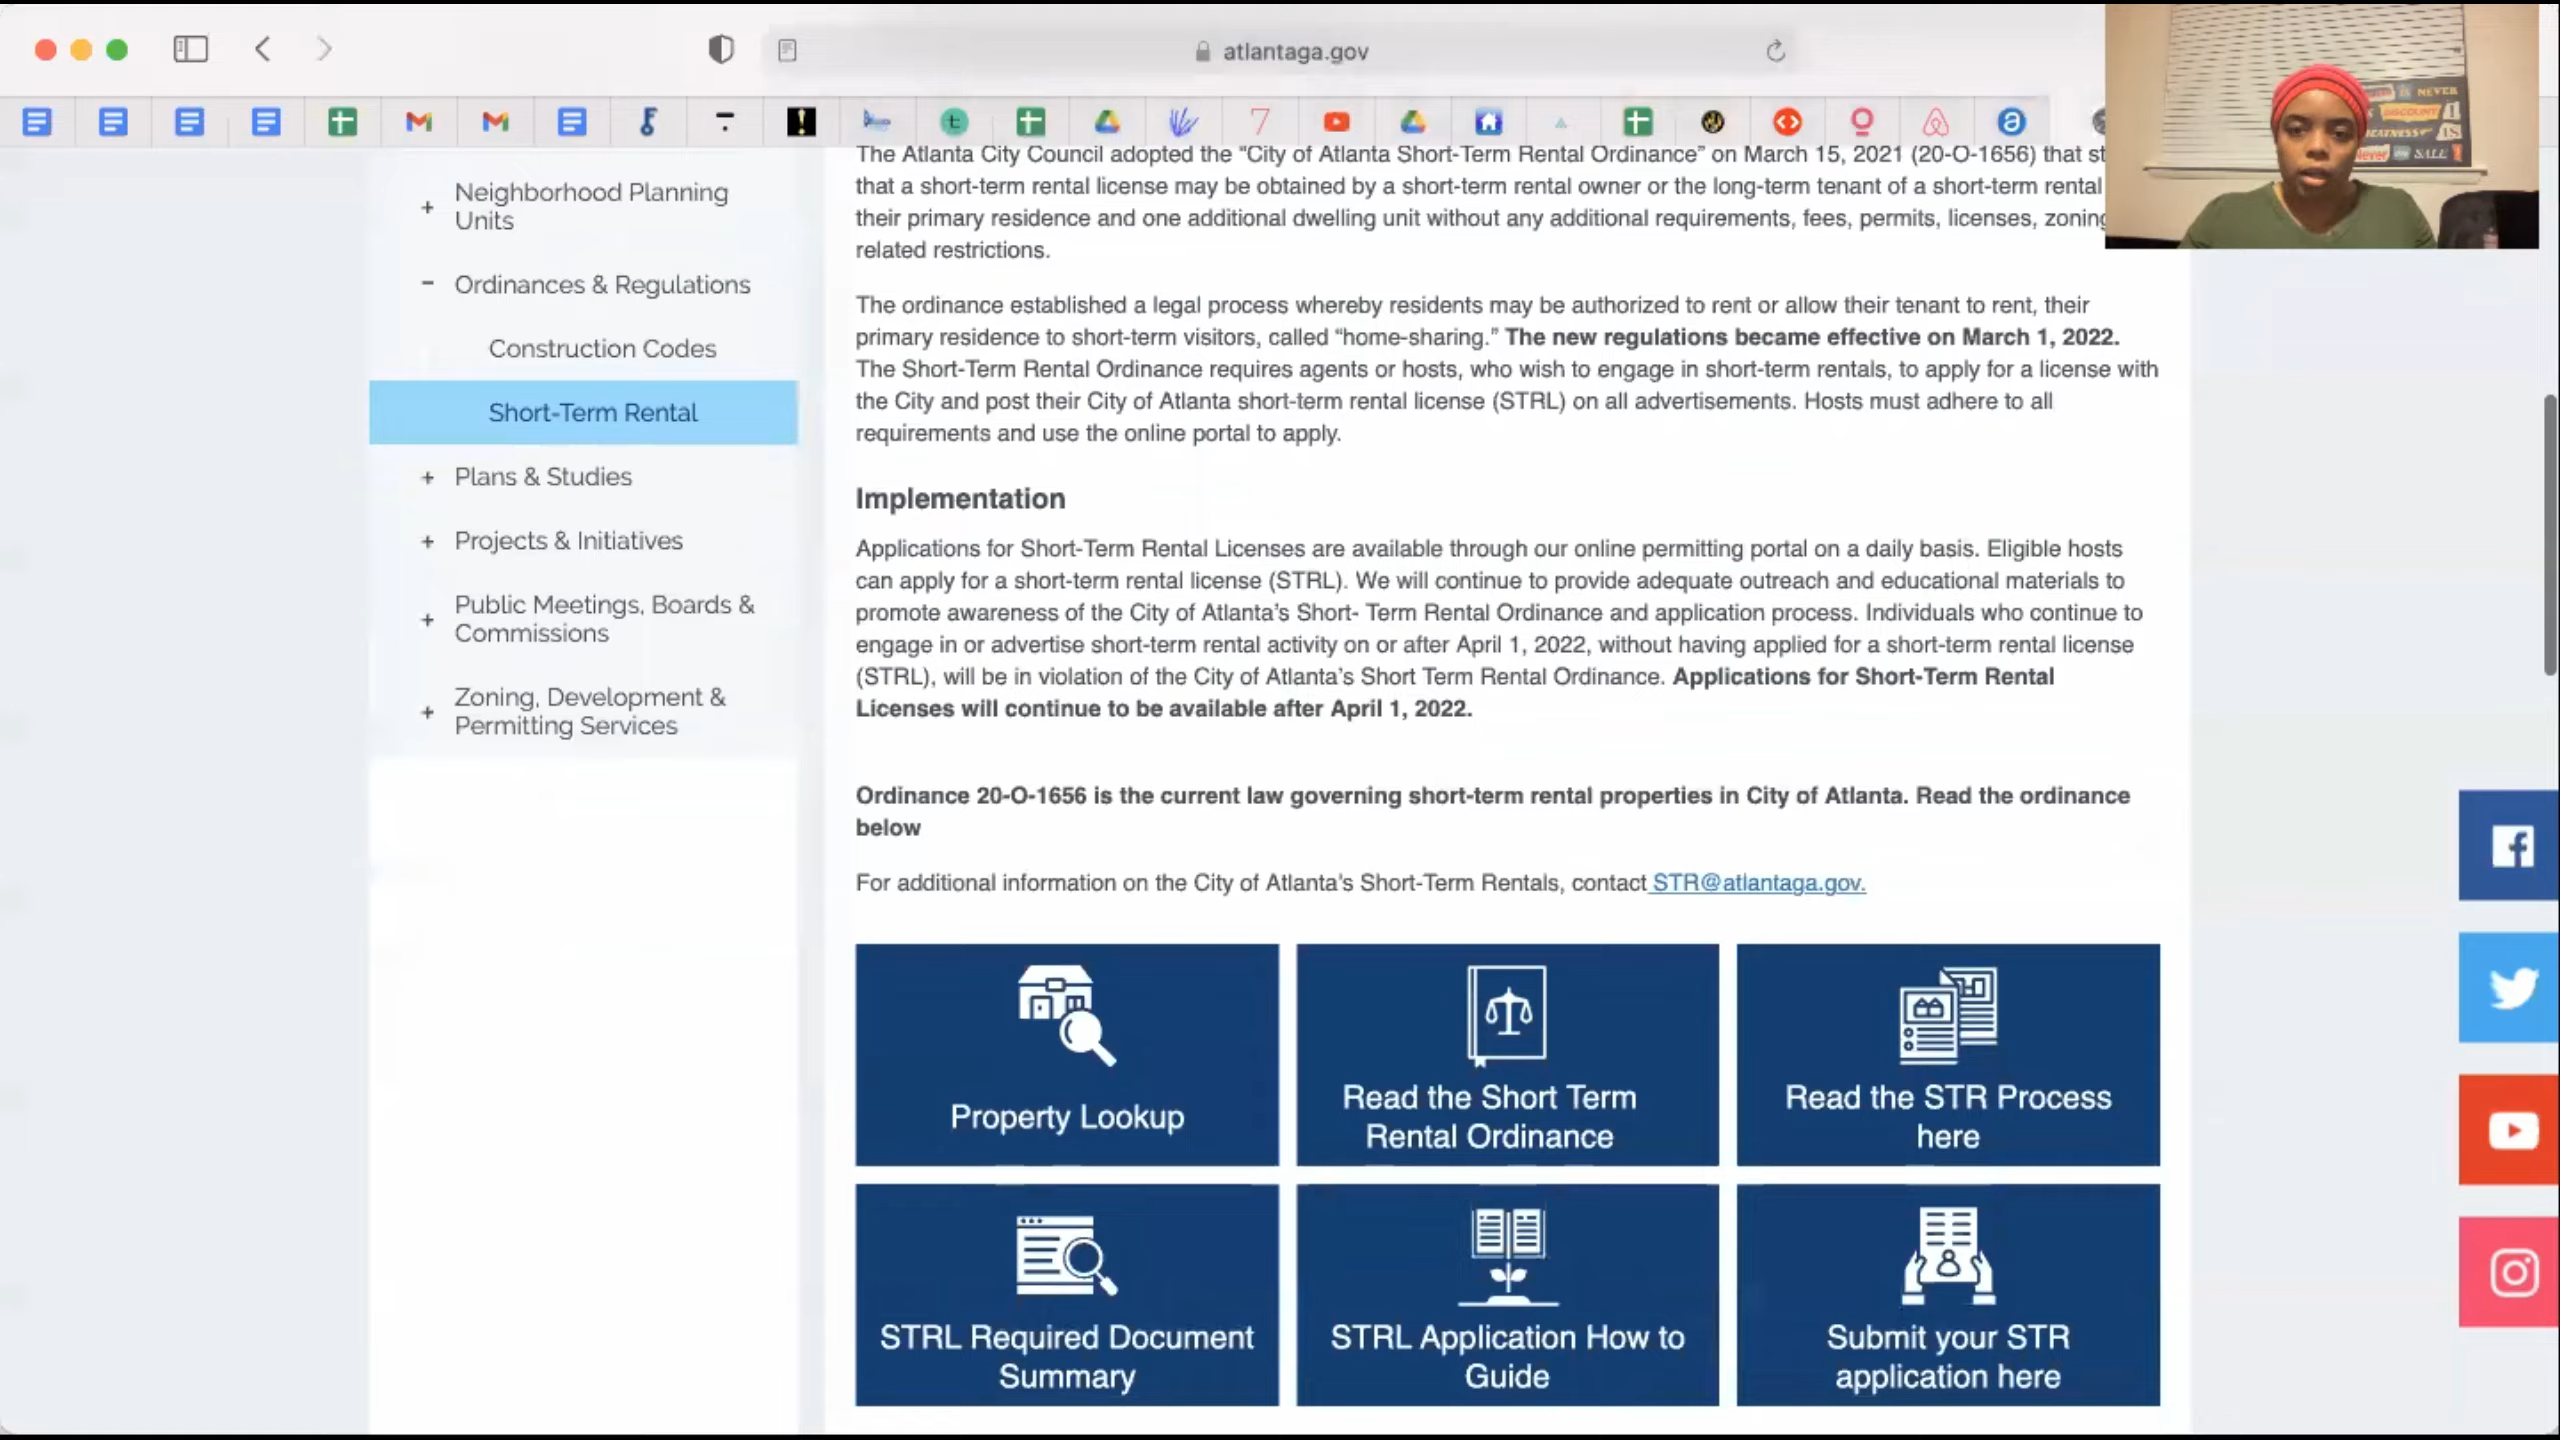 atlantaga.gov
Neighborhood Planning
Units
Ordinances & Regulations
Construction Codes
Short-Term Rental
Plans & Studies
Projects & Initiatives
Public Meetings, Boards &
Commissions
Zoning, Development &
Permitting Services
The Atlanta City Council adopted the “City of Atlanta Short-Term Rental Ordinance” on March 15, 2021 (20-O-1656) that st
that a short-term rental license may be obtained by a short-term rental owner or the long-term tenant of a short-term rental
their primary residence and one additional dwelling unit without any additional requirements, fees, permits, licenses, zoning
related restrictions.
The ordinance established a legal process whereby residents may be authorized to rent or allow their tenant to rent, their
primary residence to short-term visitors, called “home-sharing.” The new regulations became effective on March 1, 2022.
The Short-Term Rental Ordinance requires agents or hosts, who wish to engage in short-term rentals, to apply for a license with
the City and post their City of Atlanta short-term rental license (STRL) on all advertisements. Hosts must adhere to all
requirements and use the online portal to apply.
Implementation
Applications for Short-Term Rental Licenses are available through our online permitting portal on a daily basis. Eligible hosts
can apply for a short-term rental license (STRL). We will continue to provide adequate outreach and educational materials to
promote awareness of the City of Atlanta’s Short- Term Rental Ordinance and application process. Individuals who continue to
engage in or advertise short-term rental activity on or after April 1, 2022, without having applied for a short-term rental license
(STRL), will be in violation of the City of Atlanta’s Short Term Rental Ordinance. Applications for Short-Term Rental
Licenses will continue to be available after April 1, 2022.
Ordinance 20-O-1656 is the current law governing short-term rental properties in City of Atlanta. Read the ordinance
below
For additional information on the City of Atlanta’s Short-Term Rentals, contact STR@atlantaga.gov.
Property Lookup
Read the Short Term
Rental Ordinance
Read the STR Process
here
STRL Required Document
Summary
STRL Application How to
Guide
Submit your STR
application here
IS NEVER
DISCOUNT
IS
SALE